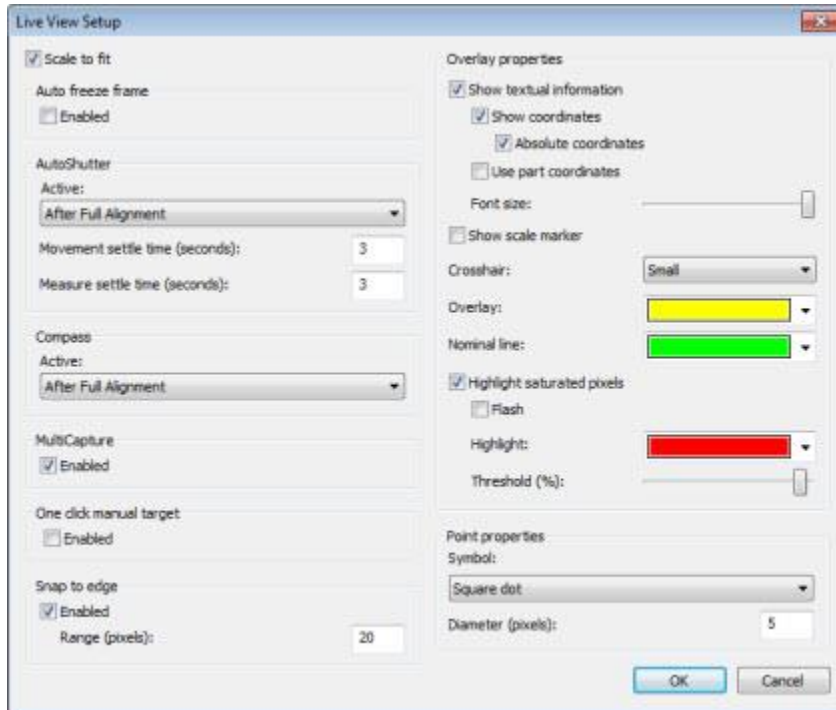 Live View Setup
Scale to fit
Auto freeze frame
Enabled
AutoShutter
Active:
After Full Alignment
Movement settle time (seconds): 3
Measure settle time (seconds): 3
Compass
Active:
After Full Alignment
MultiCapture
Enabled
One click manual target
Enabled
Snap to edge
Enabled
Range (pixels): 20
Overlay properties
Show textual information
Show coordinates
Absolute coordinates
Use part coordinates
Font size:
Show scale marker
Crosshair: Small
Overlay:
Nominal line:
Highlight saturated pixels
Flash
Highlight:
Threshold (%):
Point properties
Symbol:
Square dot
Diameter (pixels): 5
OK Cancel